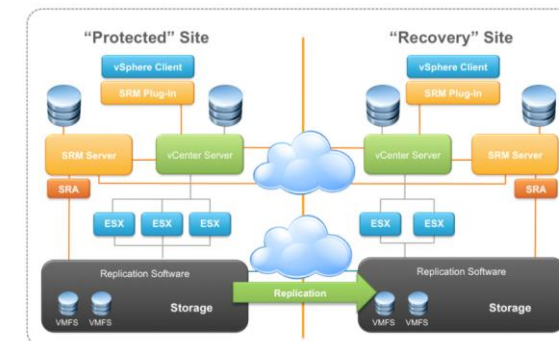 “Protected” Site
vSphere Client
SRM Plug-in
SRM Server
vCenter Server
SRA
ESX
ESX
ESX
Replication Software
Storage
VMFS
VMFS
Replication
“Recovery” Site
vSphere Client
SRM Plug-in
vCenter Server
SRM Server
SRA
ESX
ESX
Replication Software
Storage
VMFS
VMFS